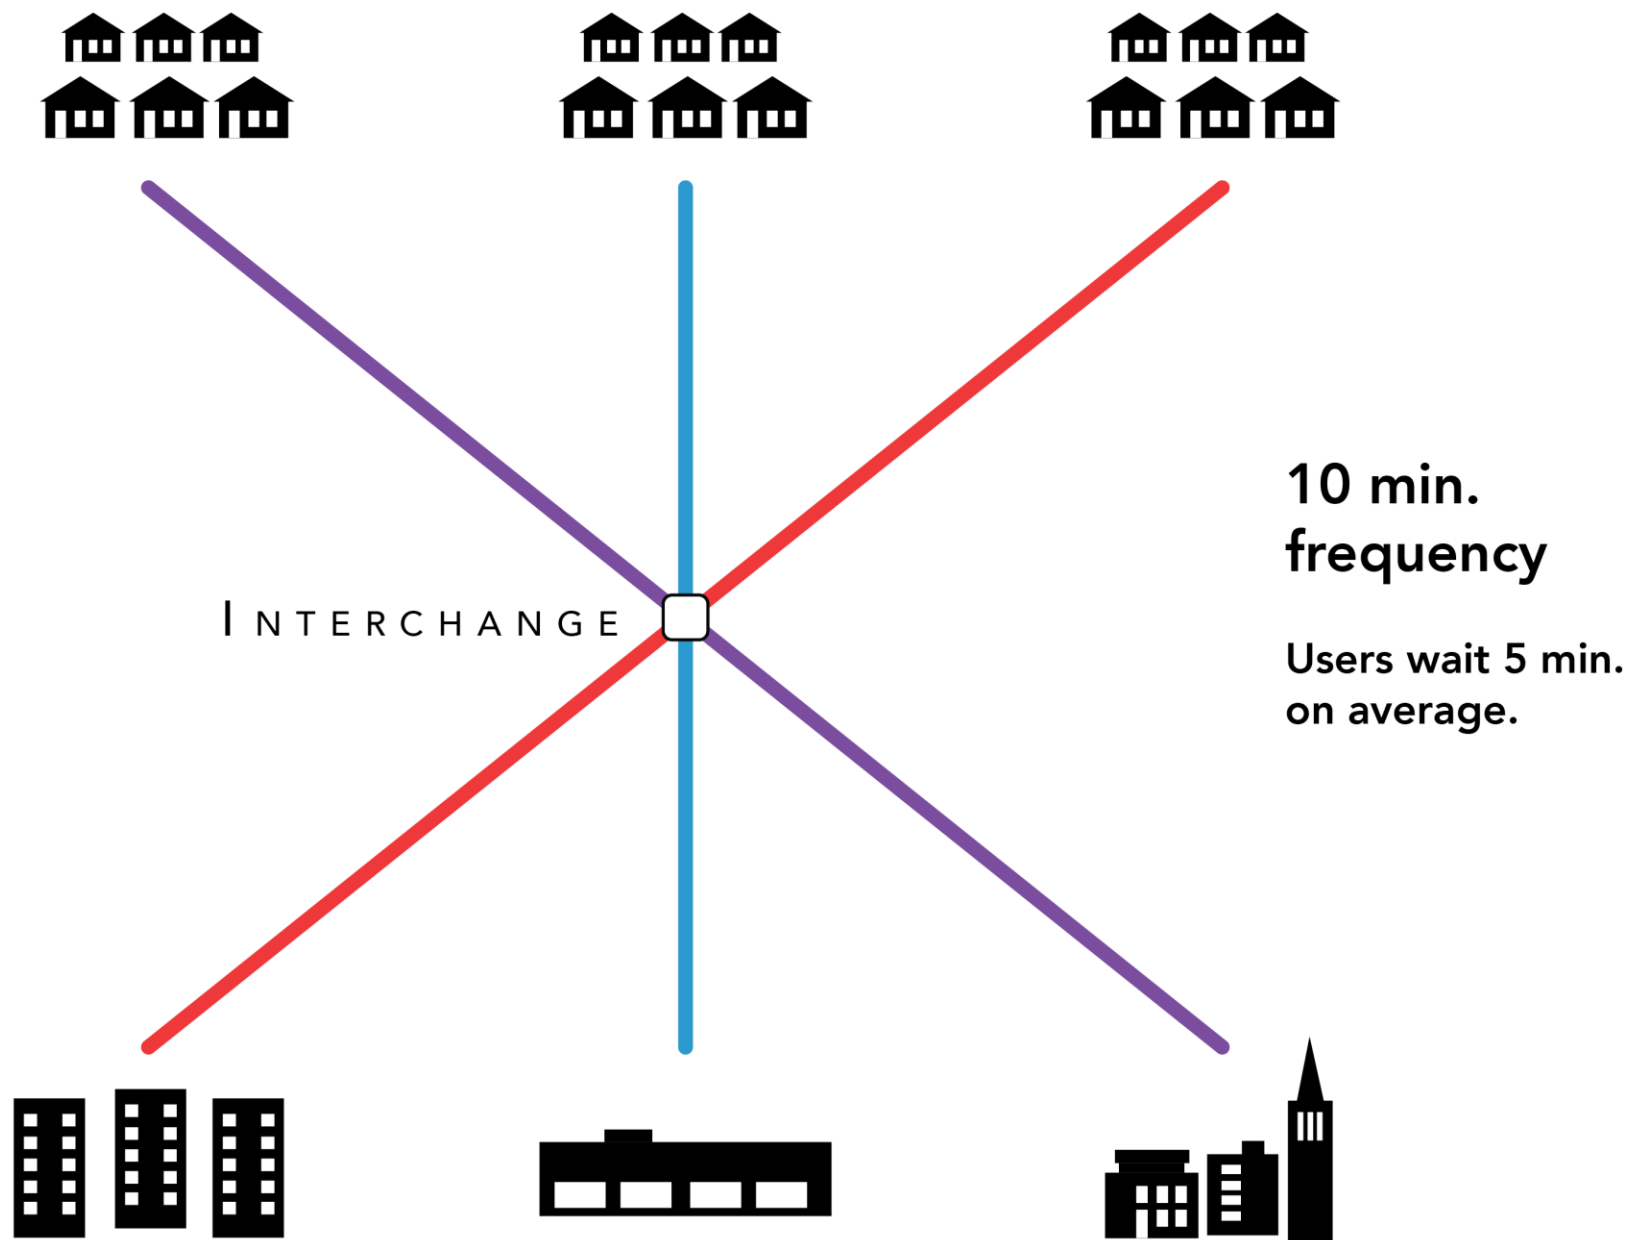 10 min.
frequency
INTERCHANGE
Users wait 5 min.
on average.